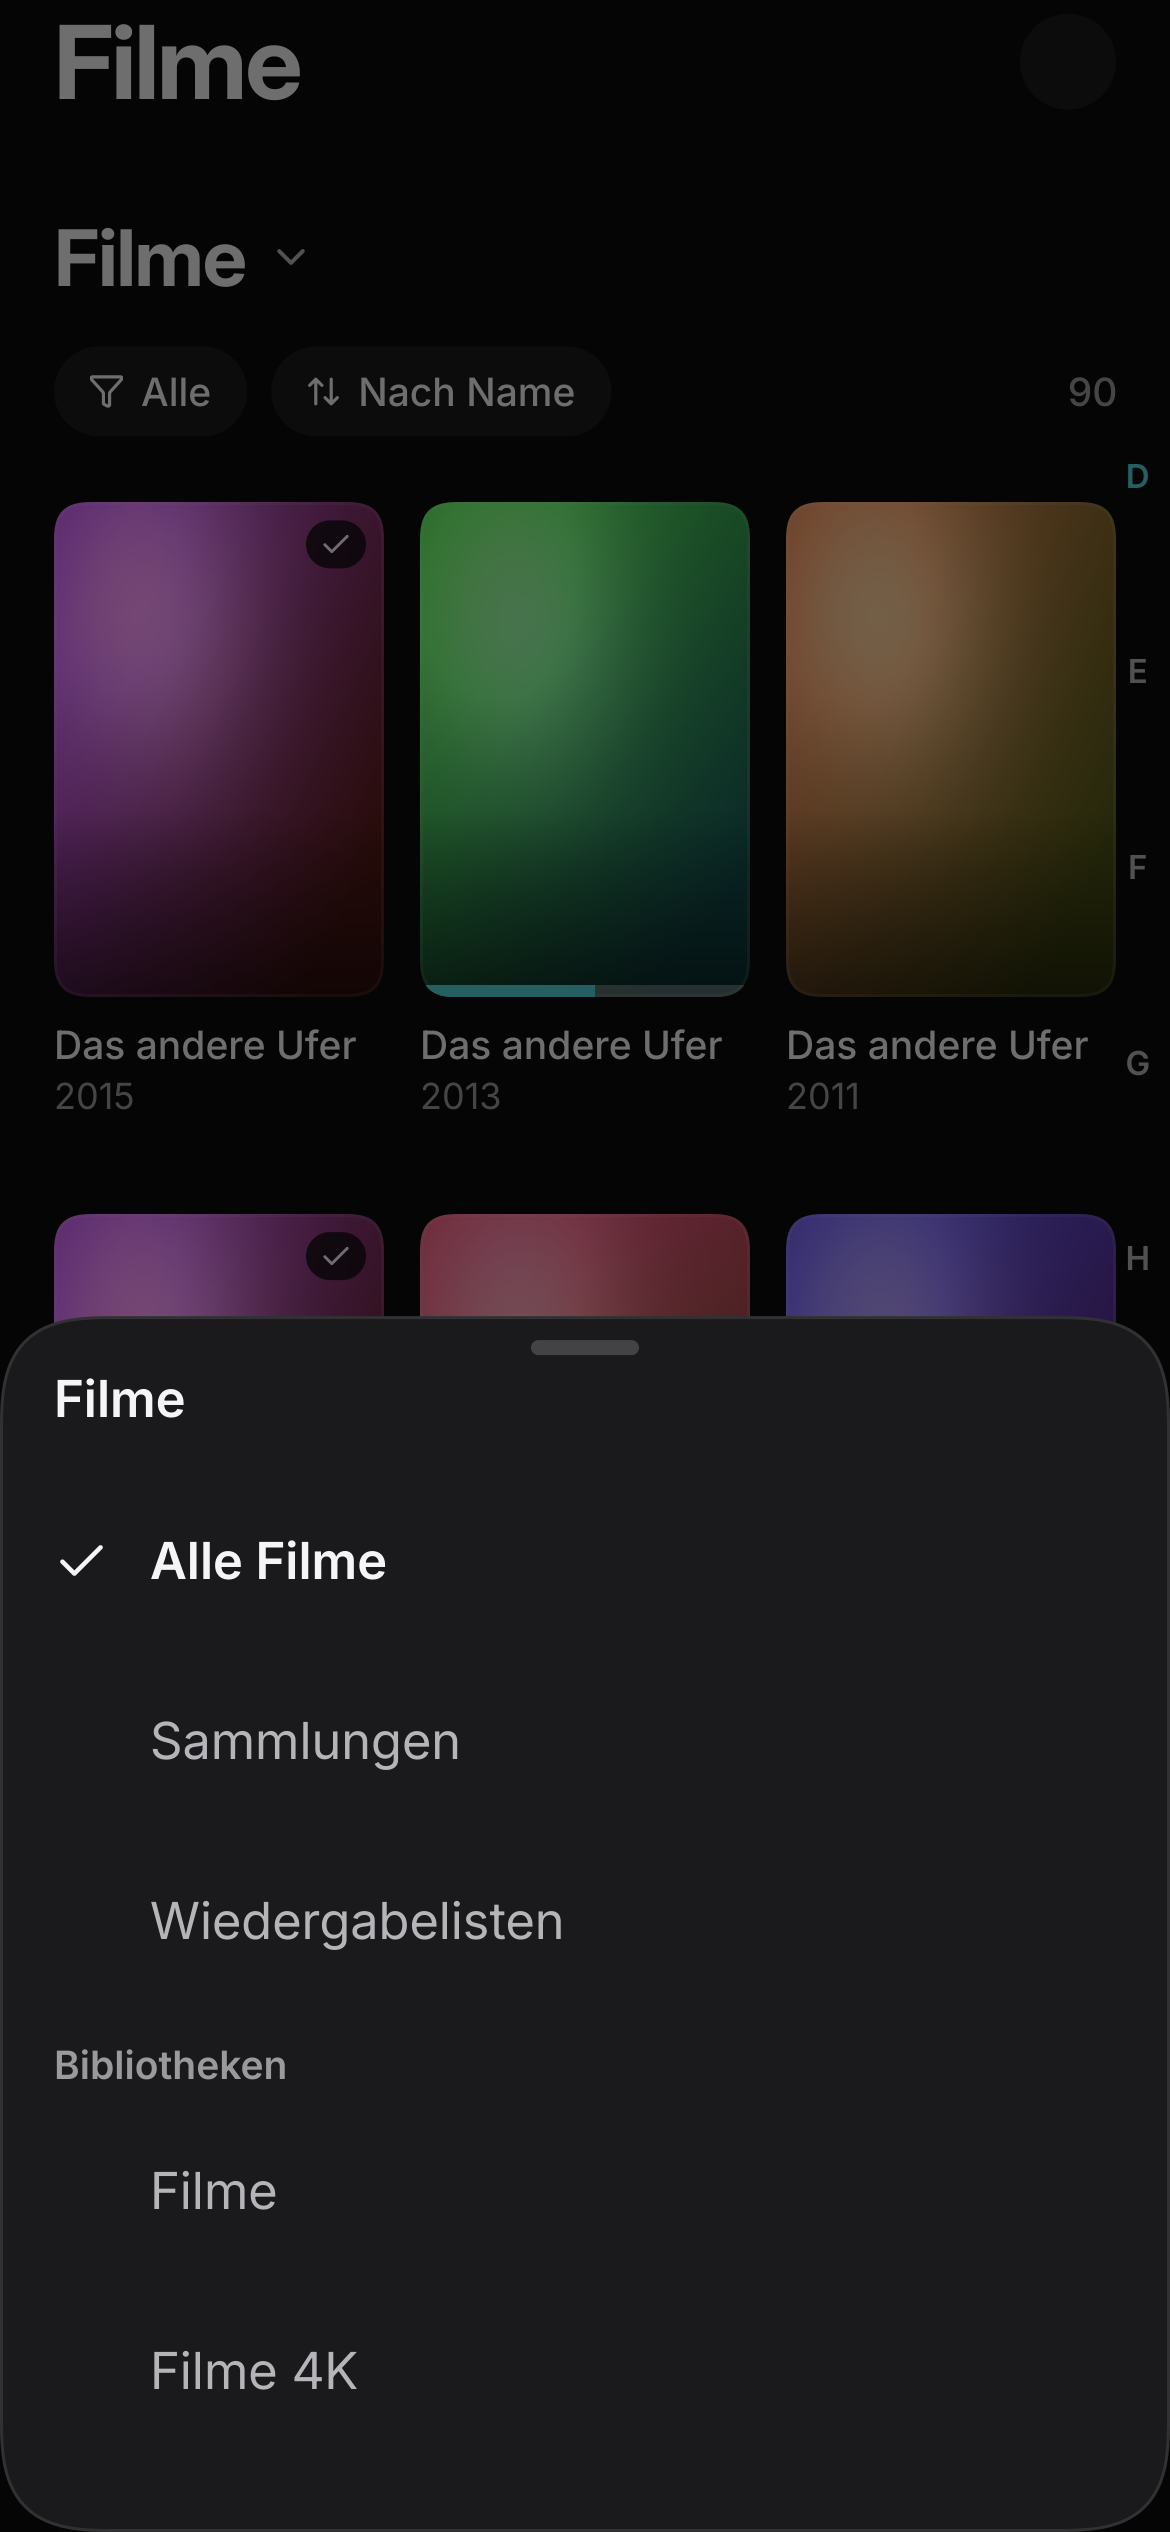 Filme
Filme
Alle
Nach Name
90
D
E
F
Das andere Ufer
Das andere Ufer
Das andere Ufer
G
2015
2013
2011
H
Filme
Alle Filme
Sammlungen
Wiedergabelisten
Bibliotheken
Filme
Filme 4K